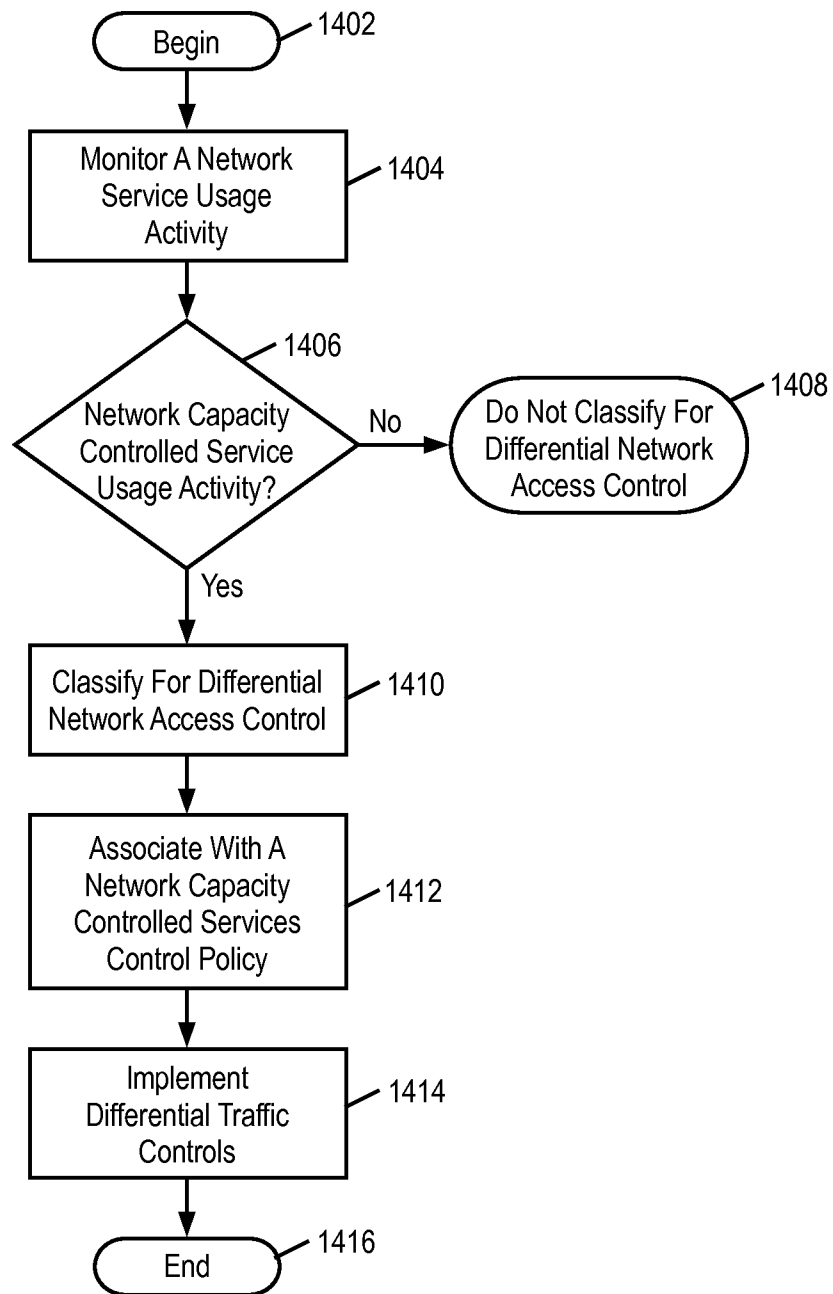 Begin
1402
Monitor A Network
Service Usage
Activity
1404
1406
Network Capacity
Controlled Service
Usage Activity?
No
1408
Do Not Classify For
Differential Network
Access Control
Yes
Classify For Differential
Network Access Control
1410
Associate With A
Network Capacity
Controlled Services
Control Policy
1412
Implement
Differential Traffic
Controls
1414
End
1416